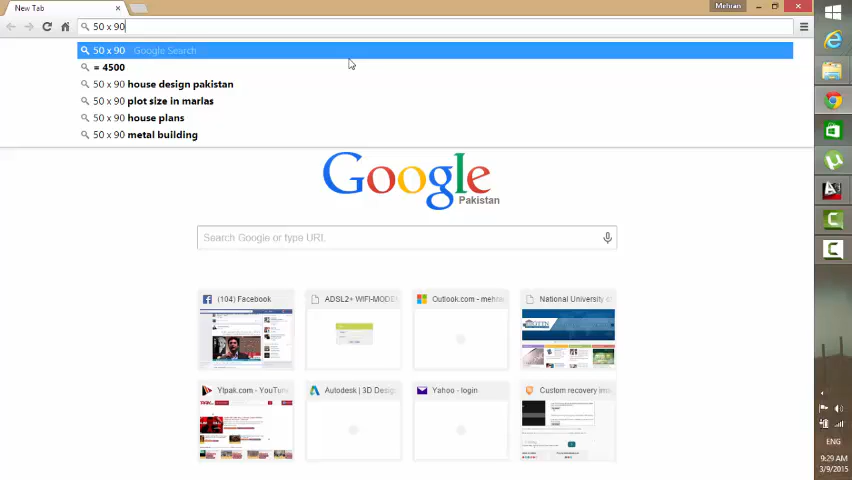 New Tab
Mehran
50 x 90
50 x 90 Google Search
= 4500
50 x 90 house design pakistan
50 x 90 plot size in marlas
50 x 90 house plans
50 x 90 metal building
Google
Pakistan
Search Google or type URL
(104) Facebook
ADSL2+ WIFI-MODE
Outlook.com - mehr
National University
Ylpak.com - YouTu
Autodesk | 3D Desig
Yahoo - login
Custom recovery ima
ENG
9:29 AM
3/9/2015